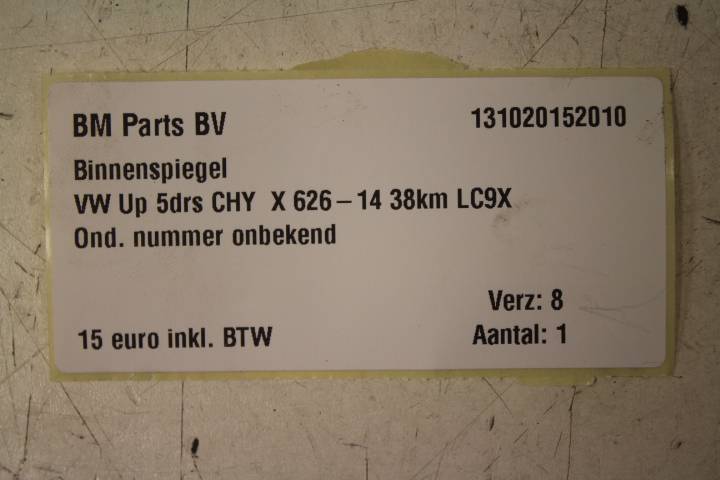 BM Parts BV 131020152010
Binnenspiegel
VW Up 5drs CHY X 626-14 38km LC9X
Ond. nummer onbekend
Verz: 8
15 euro inkl. BTW Aantal: 1